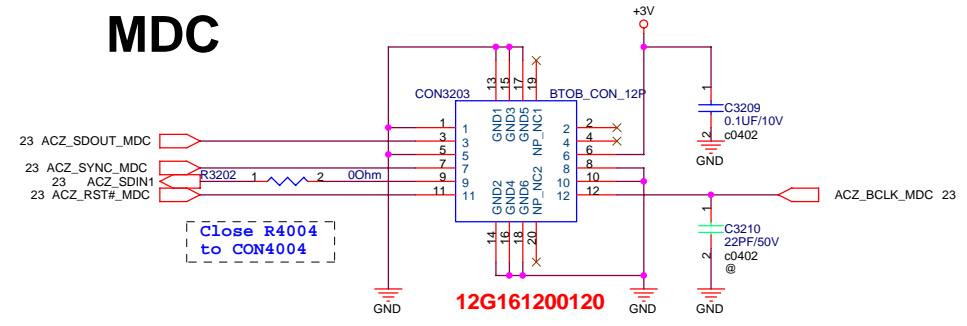 MDC
+3V
CON3203
BTOB_CON_12P
13
15
17
19
GND1
GND3
GND5
NP_NC1
1
3
5
7
9
11
1
3
5
7
9
11
2
4
6
8
10
12
2
4
6
8
10
12
GND2
GND4
GND6
NP_NC2
14
16
18
20
23 ACZ_SDOUT_MDC
23 ACZ_SYNC_MDC
23 ACZ_SDIN1
23 ACZ_RST#_MDC
R3202 1 2 0Ohm
1
C3209
0.1UF/10V
2 c0402
GND
ACZ_BCLK_MDC 23
1
C3210
22PF/50V
2 c0402
@
Close R4004
to CON4004
GND
12G161200120
GND
GND